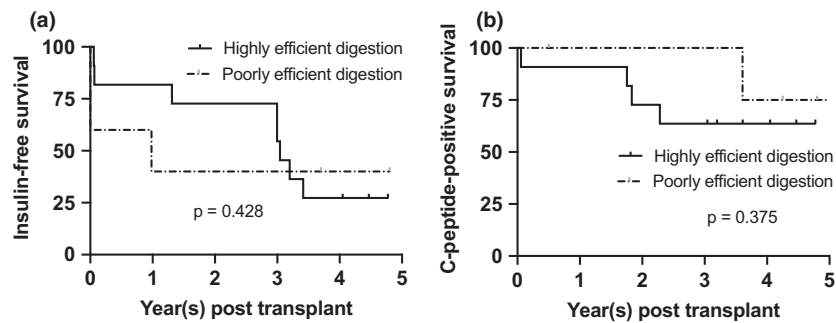 (a)
100
75
50
25
0
Insulin-free survival
Highly efficient digestion
Poorly efficient digestion
p = 0.428
0 1 2 3 4 5
Year(s) post transplant
(b)
100
75
50
25
0
C-peptide-positive survival
Highly efficient digestion
Poorly efficient digestion
p = 0.375
0 1 2 3 4 5
Year(s) post transplant